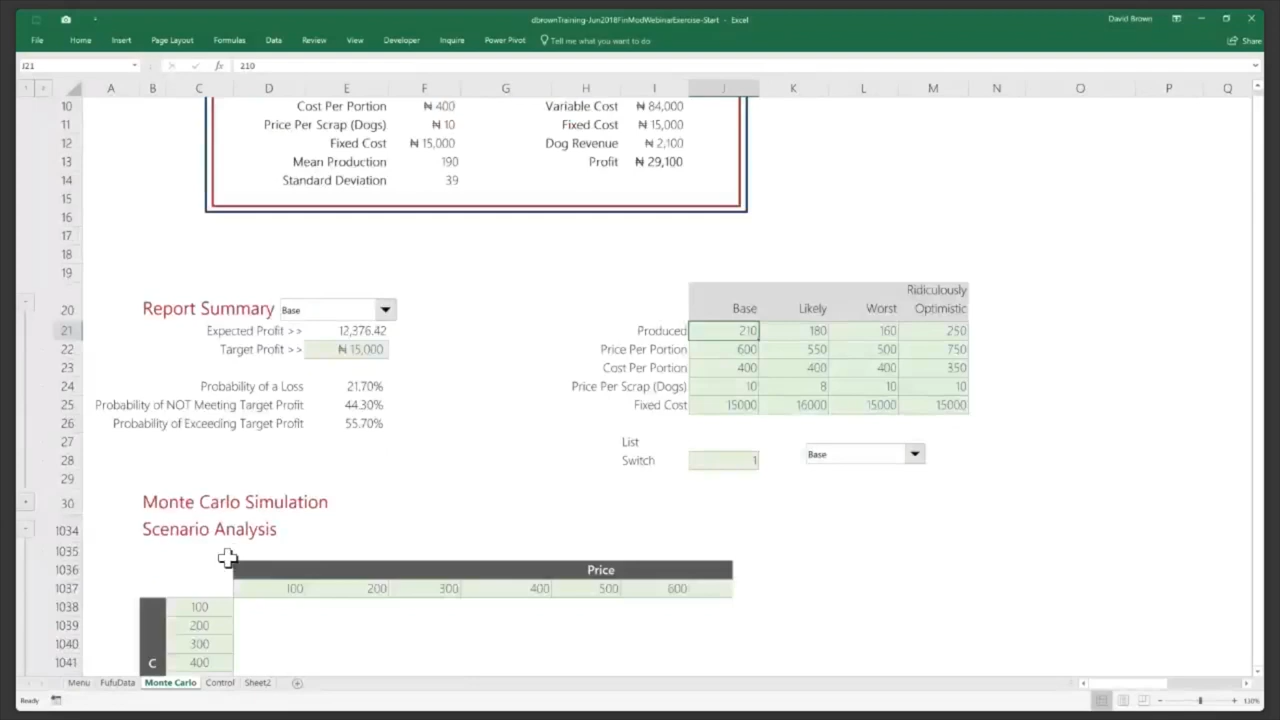 dbrownTraining-Jun2018FinModWebinarExercise-Start - Excel
David Brown
File Home Insert Page Layout Formulas Data Review View Developer Inquire Power Pivot Tell me what you want to do Share
J21 fx 210
A B C D E F G H I J K L M N O P Q
10 Cost Per Portion ₦ 400 Variable Cost ₦ 84,000
11 Price Per Scrap (Dogs) ₦ 10 Fixed Cost ₦ 15,000
12 Fixed Cost ₦ 15,000 Dog Revenue ₦ 2,100
13 Mean Production 190 Profit ₦ 29,100
14 Standard Deviation 39
15
16
17
18
19
Ridiculously
20 Report Summary Base Base Likely Worst Optimistic
21 Expected Profit >> 12,376.42 Produced 210 180 160 250
22 Target Profit >> ₦ 15,000 Price Per Portion 600 550 500 750
23 Cost Per Portion 400 400 400 350
24 Probability of a Loss 21.70% Price Per Scrap (Dogs) 10 8 10 10
25 Probability of NOT Meeting Target Profit 44.30% Fixed Cost 15000 16000 15000 15000
26 Probability of Exceeding Target Profit 55.70%
27 List
28 Switch 1 Base
29
30 Monte Carlo Simulation
1034 Scenario Analysis
1035
1036 Price
1037 100 200 300 400 500 600
1038 100
1039 200
1040 300
1041 C 400
Menu FufuData Monte Carlo Control Sheet2
Ready 130%